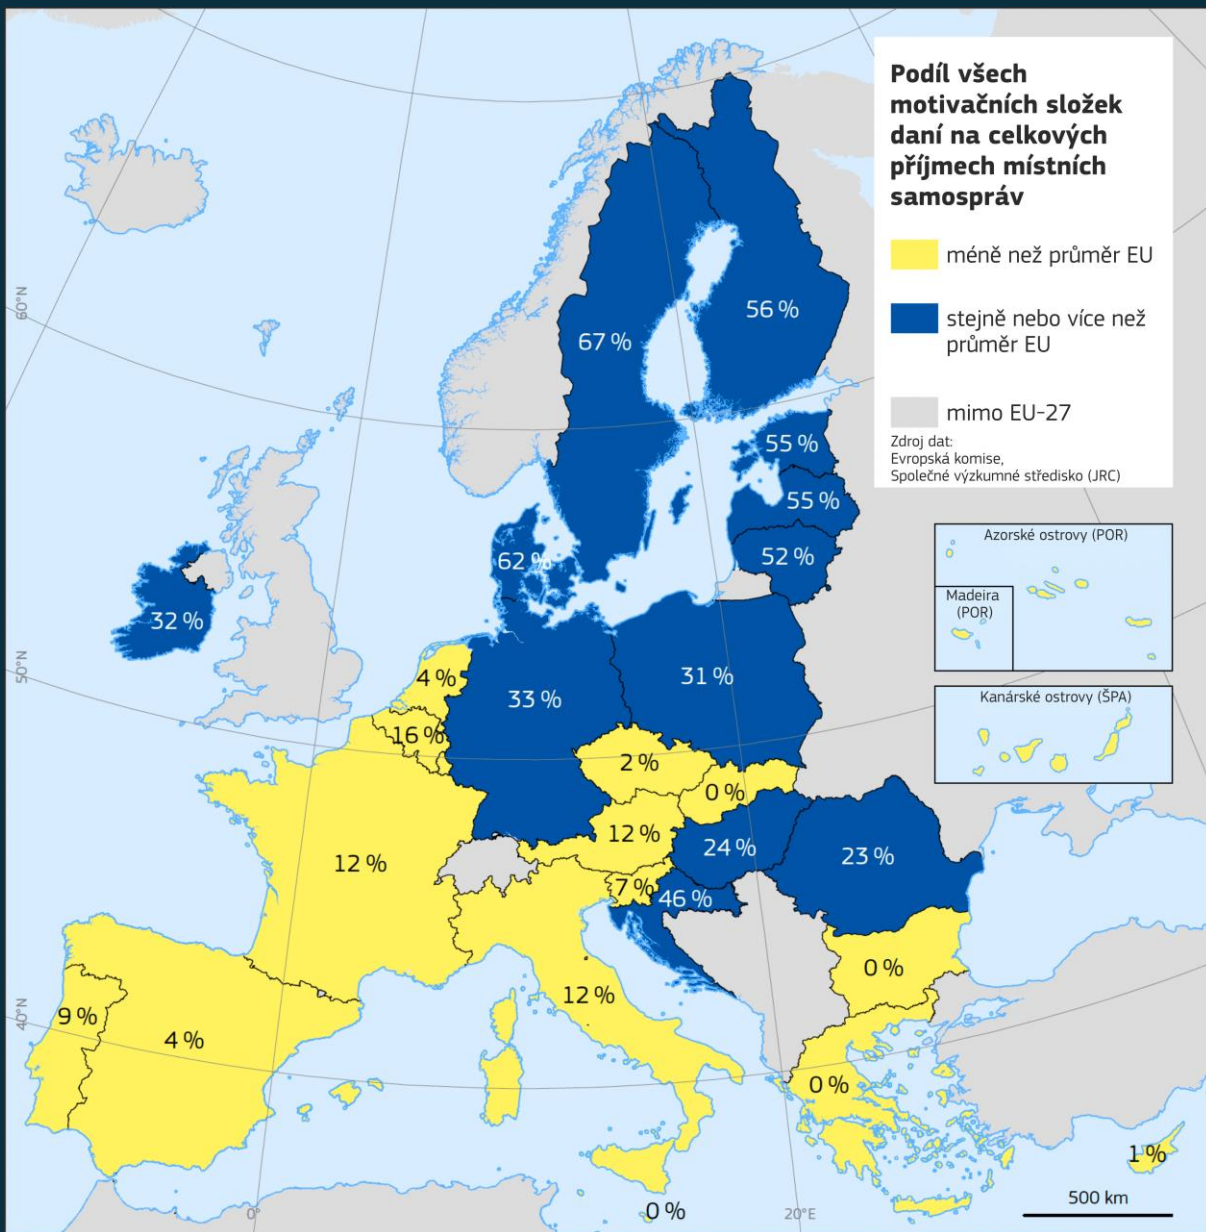 Podíl všech
motivačních složek
daní na celkových
příjmech místních
samospráv
méně než průměr EU
stejně nebo více než
průměr EU
mimo EU-27
Zdroj dat:
Evropská komise,
Společné výzkumné středisko (JRC)
60°N
56 %
67 %
55 %
55 %
Azorské ostrovy (POR)
62 %
52 %
Madeira
(POR)
32 %
50°N
4 %
33 %
31 %
Kanárské ostrovy (ŠPA)
16 %
2 %
0 %
12 %
24 %
23 %
12 %
7 %
46 %
0 %
12 %
40°N
9 %
4 %
0 %
1 %
500 km
0°
0 %
20°E